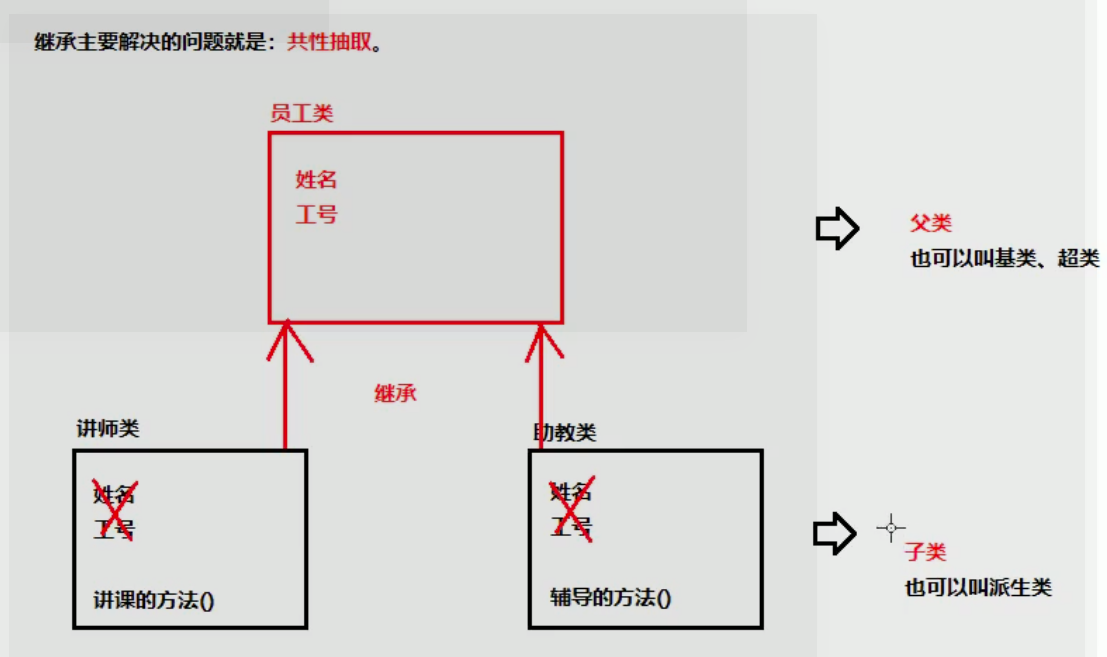 继承主要解决的问题就是：共性抽取。
员工类
姓名
工号
父类
也可以叫基类、超类
继承
讲师类
助教类
姓名
工号
讲课的方法()
姓名
工号
辅导的方法()
子类
也可以叫派生类